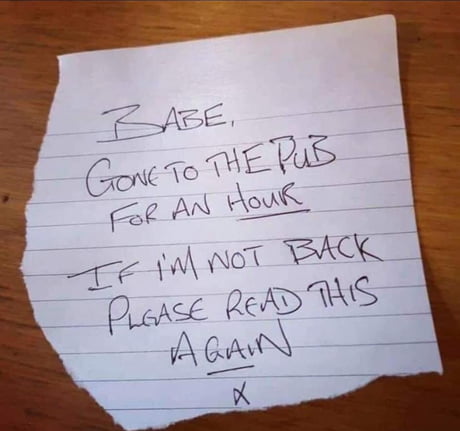 BABE,
GONE TO THE PUB
FOR AN HOUR
IF I'M NOT BACK
PLEASE READ THIS
AGAIN
X